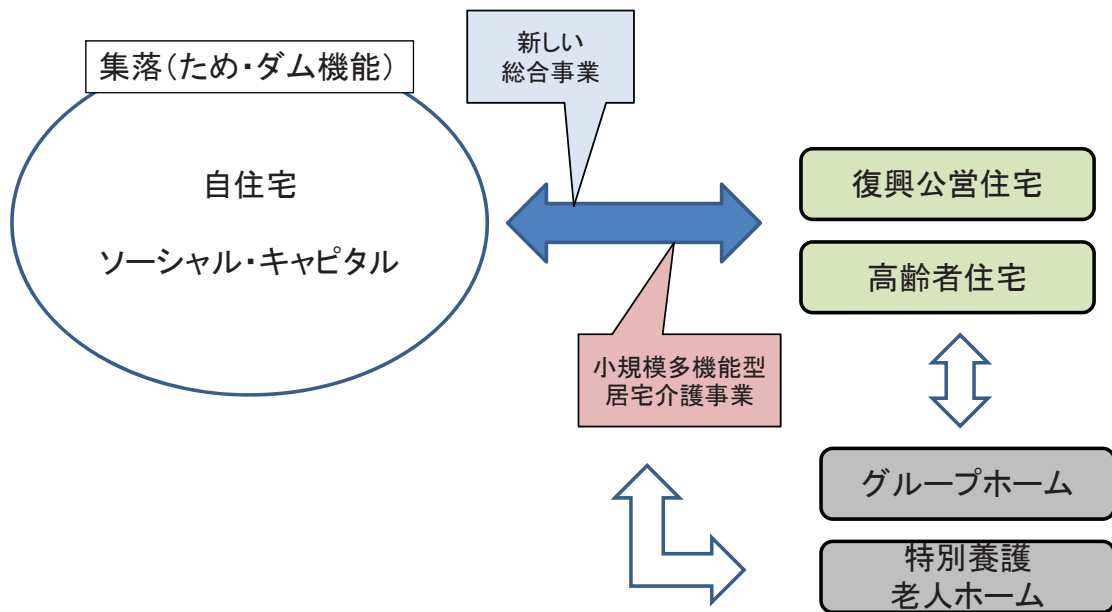 新しい
総合事業
集落(ため・ダム機能)
自住宅
ソーシャル・キャピタル
復興公営住宅
高齢者住宅
小規模多機能型
居宅介護事業
グループホーム
特別養護
老人ホーム